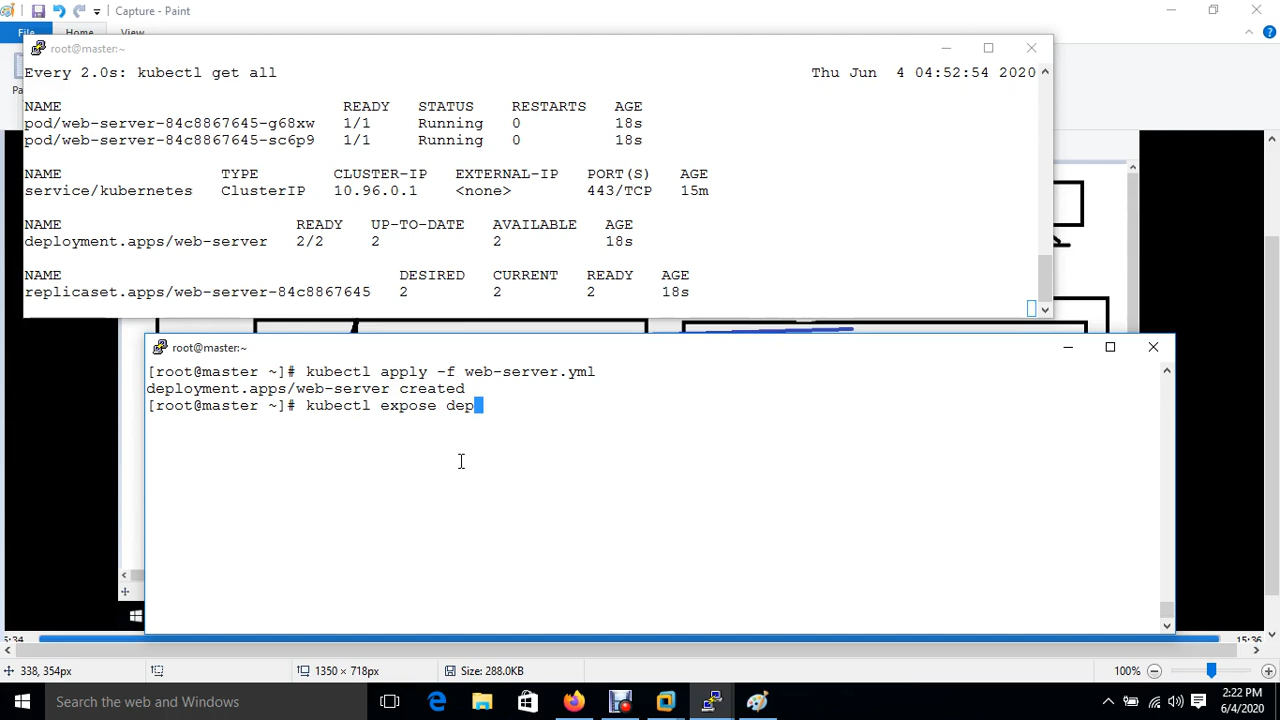 Capture - Paint
File
Home
View
Pa
root@master:~
Every 2.0s: kubectl get all Thu Jun 4 04:52:54 2020
NAME READY STATUS RESTARTS AGE
pod/web-server-84c8867645-g68xw 1/1 Running 0 18s
pod/web-server-84c8867645-sc6p9 1/1 Running 0 18s
NAME TYPE CLUSTER-IP EXTERNAL-IP PORT(S) AGE
service/kubernetes ClusterIP 10.96.0.1 <none> 443/TCP 15m
NAME READY UP-TO-DATE AVAILABLE AGE
deployment.apps/web-server 2/2 2 2 18s
NAME DESIRED CURRENT READY AGE
replicaset.apps/web-server-84c8867645 2 2 2 18s
root@master:~
[root@master ~]# kubectl apply -f web-server.yml
deployment.apps/web-server created
[root@master ~]# kubectl expose dep
5:34 15:36
338, 354px 1350 × 718px Size: 288.0KB 100%
Search the web and Windows
2:22 PM
6/4/2020